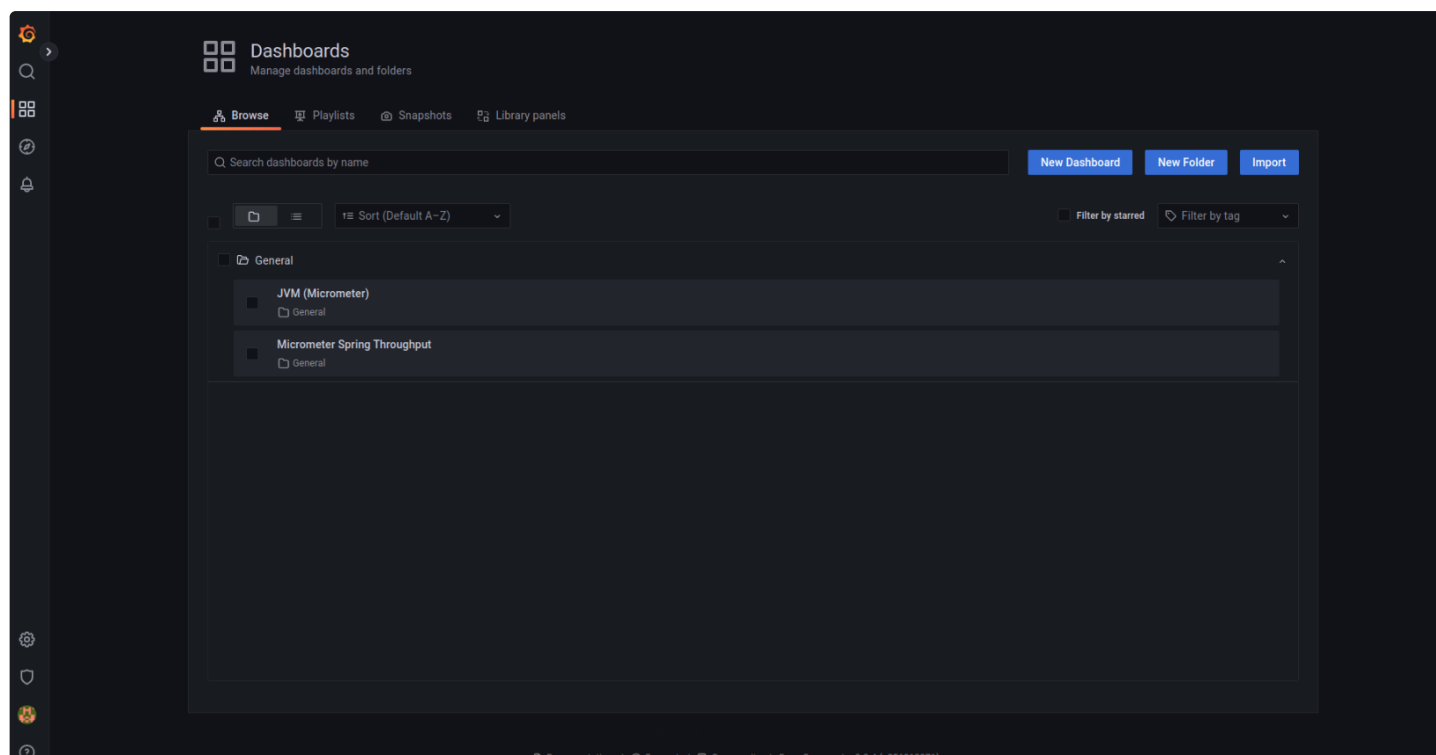 Dashboards
Manage dashboards and folders
Browse Playlists Snapshots Library panels
Search dashboards by name New Dashboard New Folder Import
Sort (Default A–Z) Filter by starred Filter by tag
General
JVM (Micrometer)
General
Micrometer Spring Throughput
General